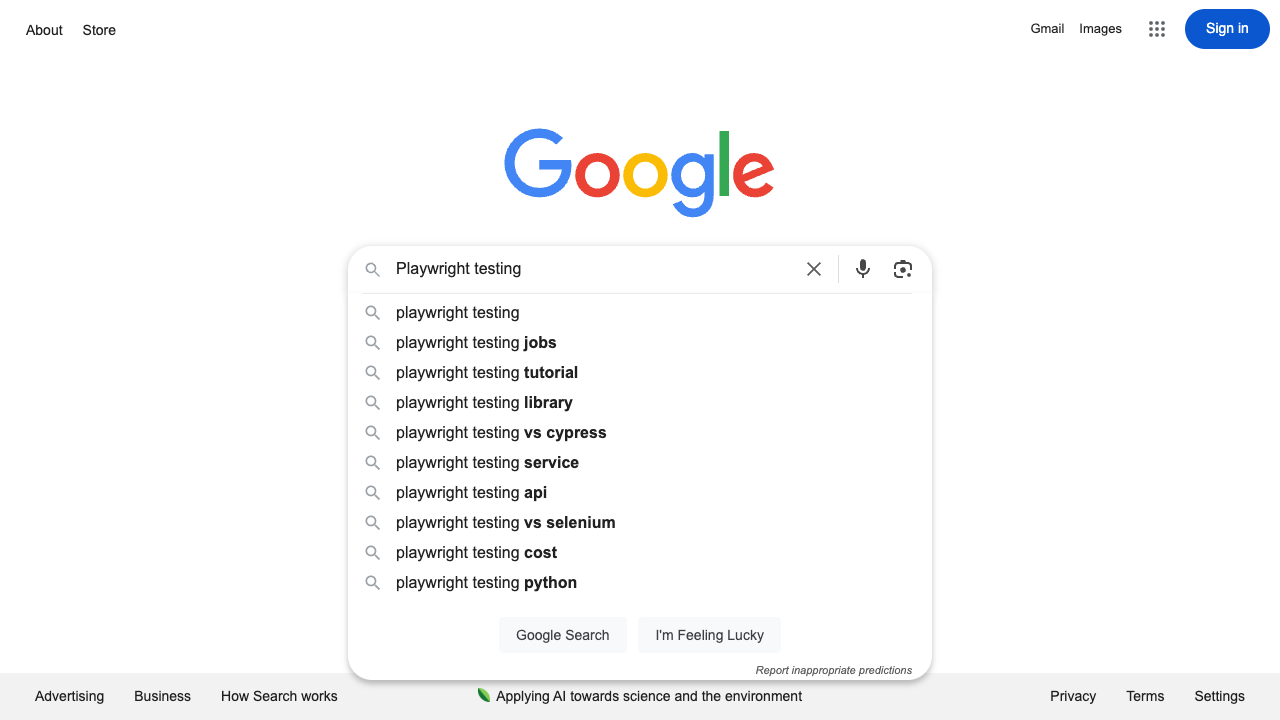 About Store Gmail Images Sign in
Google
Playwright testing
playwright testing
playwright testing jobs
playwright testing tutorial
playwright testing library
playwright testing vs cypress
playwright testing service
playwright testing api
playwright testing vs selenium
playwright testing cost
playwright testing python
Google Search I'm Feeling Lucky
Report inappropriate predictions
Advertising Business How Search works Applying AI towards science and the environment Privacy Terms Settings